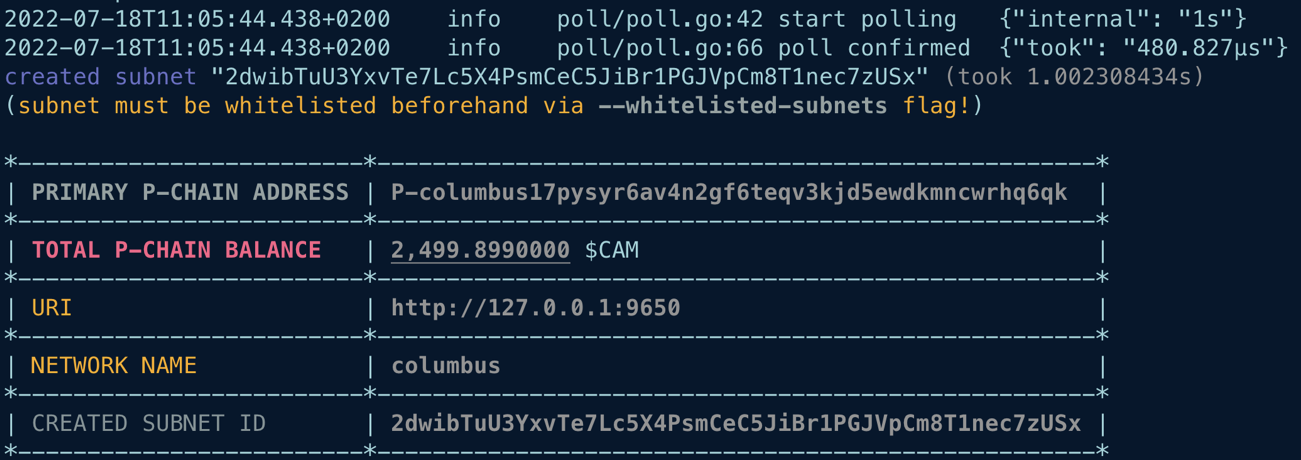 2022-07-18T11:05:44.438+0200    info    poll/poll.go:42 start polling   {"internal": "1s"}
2022-07-18T11:05:44.438+0200    info    poll/poll.go:66 poll confirmed  {"took": "480.827µs"}
created subnet "2dwibTuU3YxvTe7Lc5X4PsmCeC5JiBr1PGJVpCm8T1nec7zUSx" (took 1.002308434s)
(subnet must be whitelisted beforehand via --whitelisted-subnets flag!)
*-------------------------*----------------------------------------------------*
| PRIMARY P-CHAIN ADDRESS | P-columbus17pysyr6av4n2gf6teqv3kjd5ewdkmncwrhq6qk  |
*-------------------------*----------------------------------------------------*
| TOTAL P-CHAIN BALANCE   | 2,499.8990000 $CAM                                 |
*-------------------------*----------------------------------------------------*
| URI                     | http://127.0.0.1:9650                              |
*-------------------------*----------------------------------------------------*
| NETWORK NAME            | columbus                                           |
*-------------------------*----------------------------------------------------*
| CREATED SUBNET ID       | 2dwibTuU3YxvTe7Lc5X4PsmCeC5JiBr1PGJVpCm8T1nec7zUSx |
*-------------------------*----------------------------------------------------*